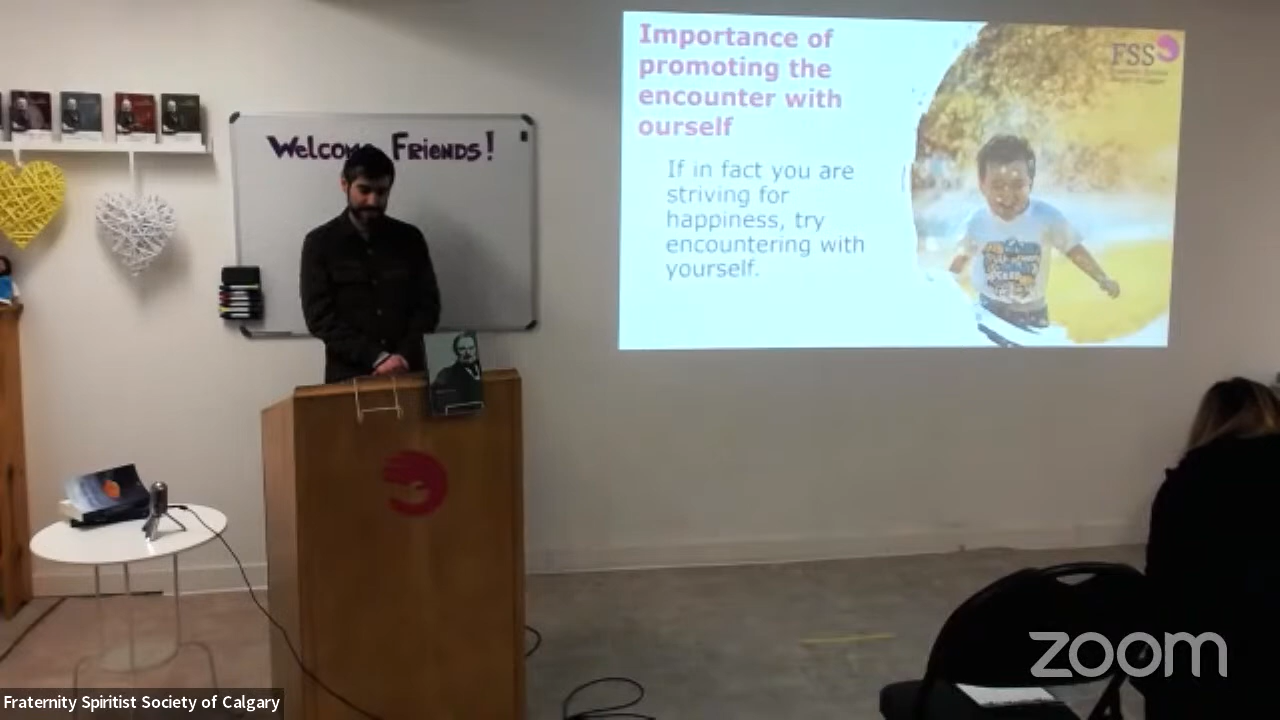 Welcome Friends!
Importance of
promoting the
encounter with
ourself
If in fact you are
striving for
happiness, try
encountering with
yourself.
FSS
zoom
Fraternity Spiritist Society of Calgary